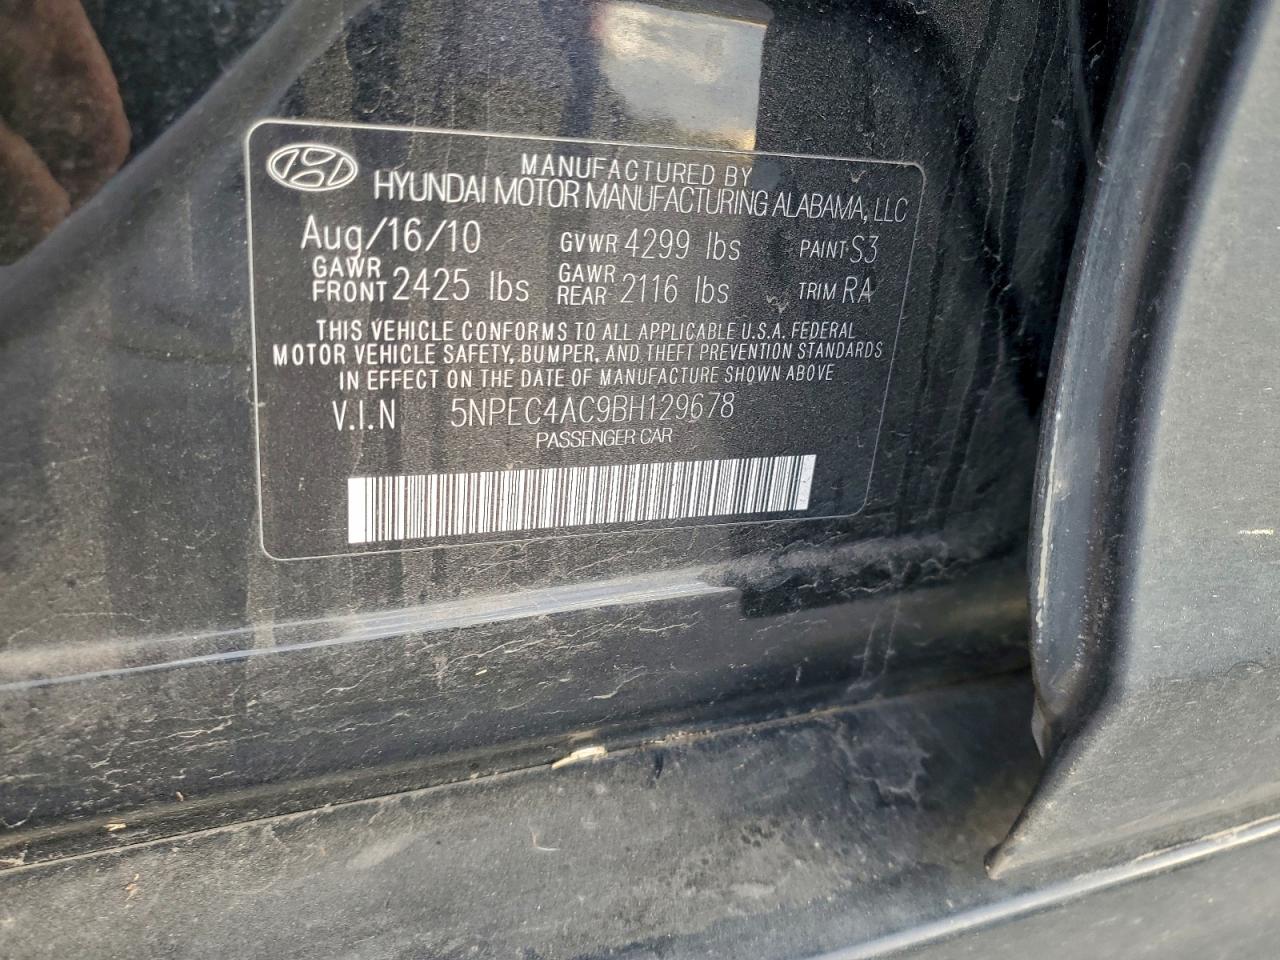 MANUFACTURED BY
HYUNDAI MOTOR MANUFACTURING ALABAMA, LLC
Aug/16/10 GVWR 4299 lbs PAINT:S3
GAWR FRONT 2425 lbs GAWR REAR 2116 lbs TRIM RA
THIS VEHICLE CONFORMS TO ALL APPLICABLE U.S.A. FEDERAL
MOTOR VEHICLE SAFETY, BUMPER, AND, THEFT PREVENTION STANDARDS
IN EFFECT ON THE DATE OF MANUFACTURE SHOWN ABOVE
V.I.N 5NPEC4AC9BH129678
PASSENGER CAR